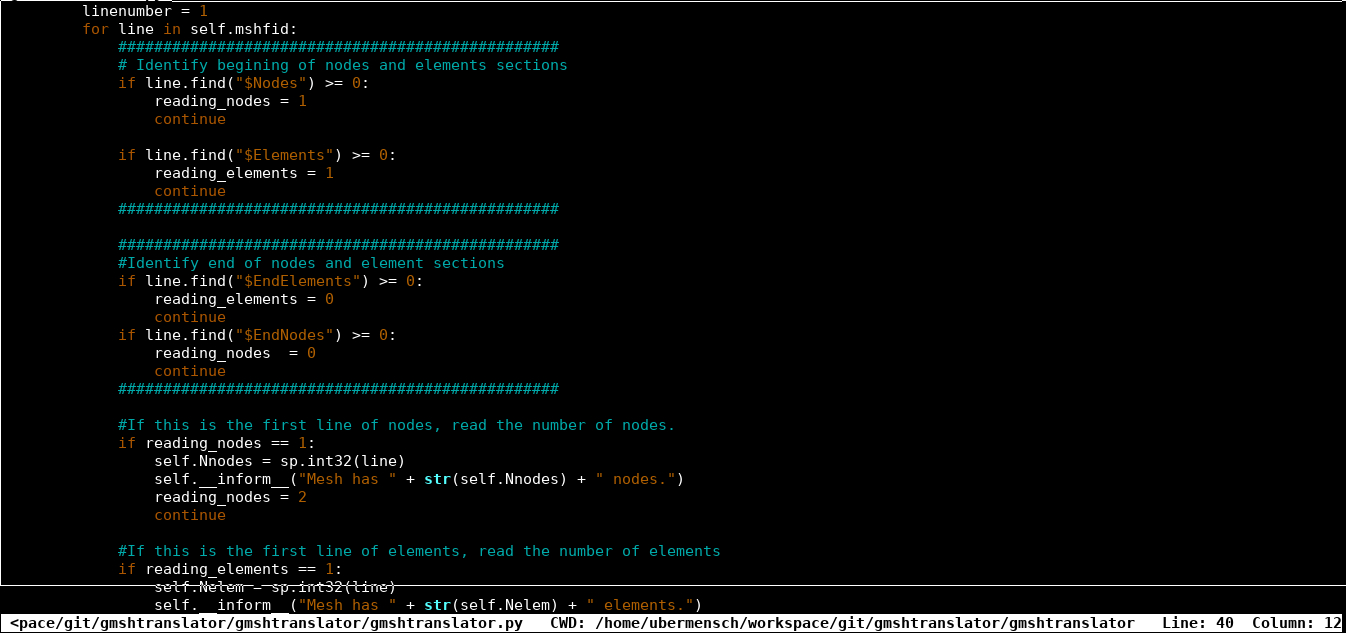 linenumber = 1
for line in self.mshfid:
#################################################
# Identify begining of nodes and elements sections
if line.find("$Nodes") >= 0:
reading_nodes = 1
continue
if line.find("$Elements") >= 0:
reading_elements = 1
continue
#################################################
#################################################
#Identify end of nodes and element sections
if line.find("$EndElements") >= 0:
reading_elements = 0
continue
if line.find("$EndNodes") >= 0:
reading_nodes  = 0
continue
#################################################
#If this is the first line of nodes, read the number of nodes.
if reading_nodes == 1:
self.Nnodes = sp.int32(line)
self.__inform__("Mesh has " + str(self.Nnodes) + " nodes.")
reading_nodes = 2
continue
#If this is the first line of elements, read the number of elements
if reading_elements == 1:
self.Nelem = sp.int32(line)
self.__inform__("Mesh has " + str(self.Nelem) + " elements.")
<pace/git/gmshtranslator/gmshtranslator/gmshtranslator.py   CWD: /home/ubermensch/workspace/git/gmshtranslator/gmshtranslator   Line: 40  Column: 12